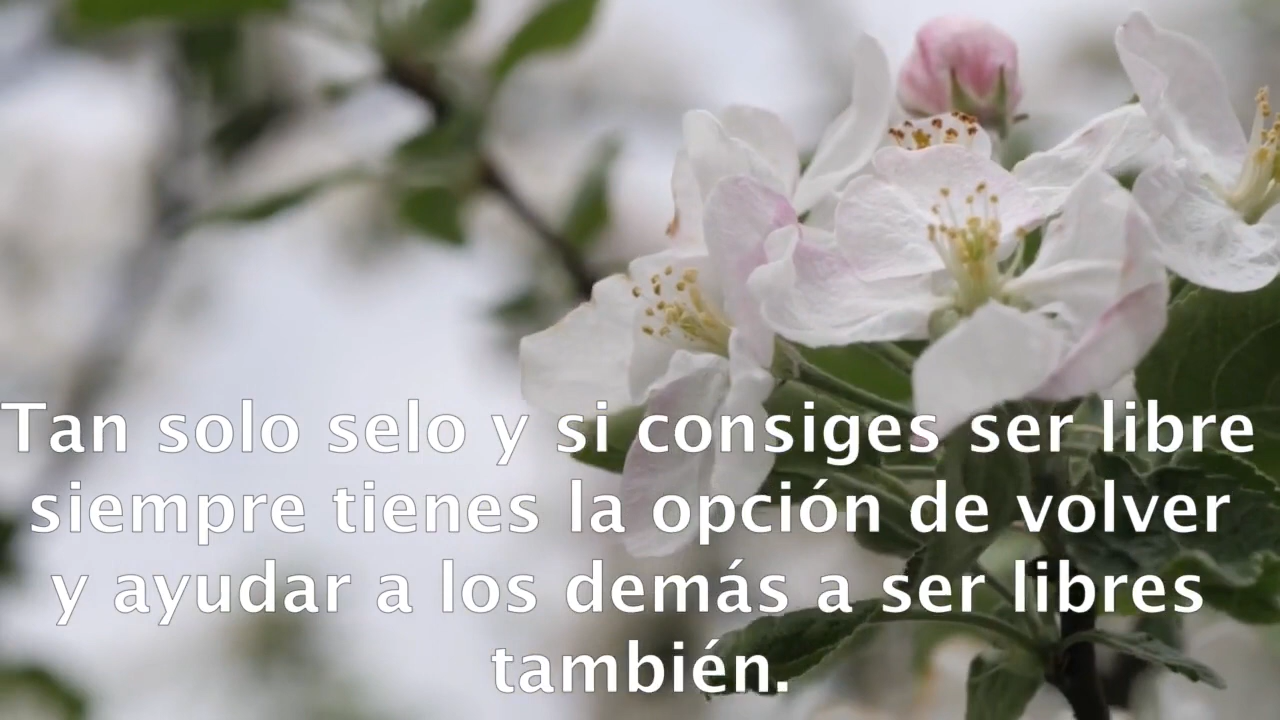 Tan solo selo y si consiges ser libre
siempre tienes la opción de volver
y ayudar a los demás a ser libres
también.